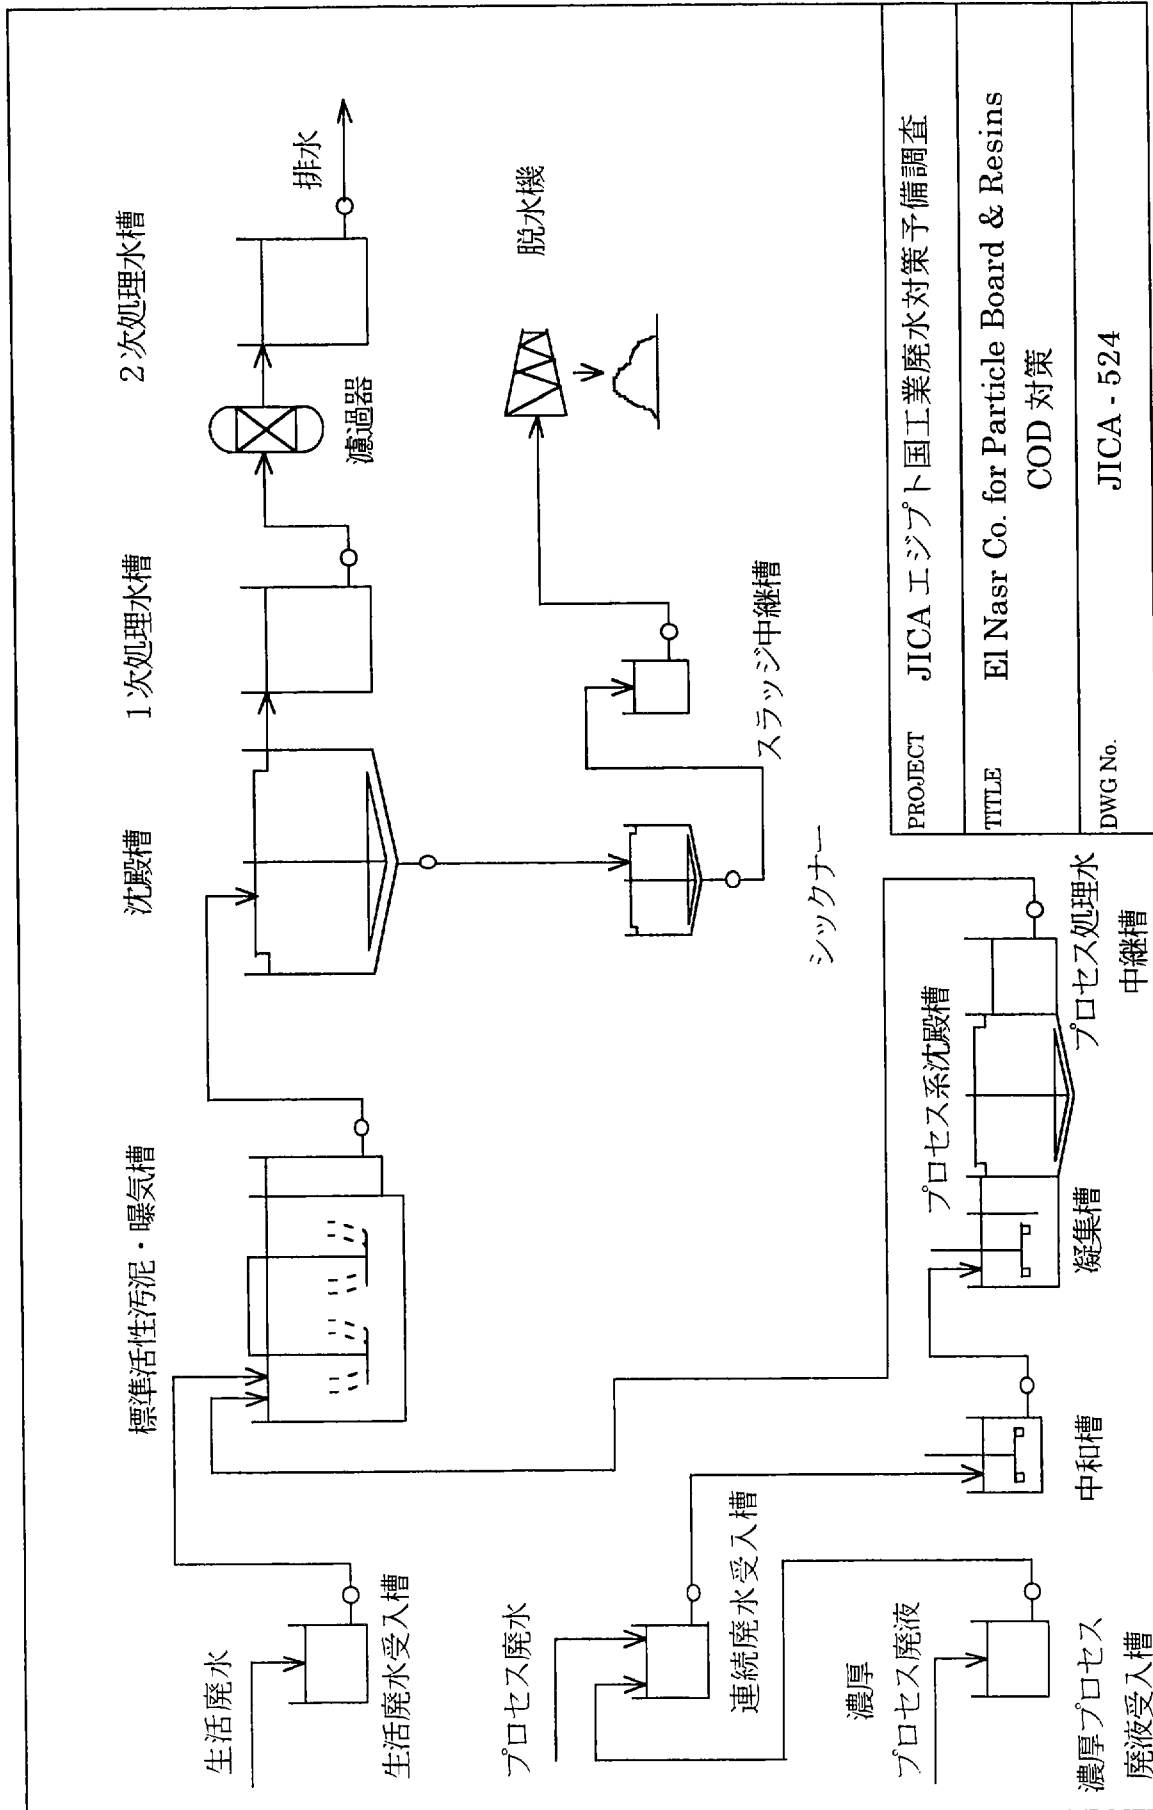 生活廃水
生活廃水受入槽
標準活性汚泥・曝気槽
沈殿槽
1次処理水槽
濾過器
2次処理水槽
排水
プロセス廃水
連続廃水受入槽
シックナー
スラッジ中継槽
脱水機
濃厚
プロセス廃液
濃厚プロセス
廃液受入槽
中和槽
凝集槽
プロセス系沈殿槽
プロセス処理水
中継槽
PROJECT JICA エジプト国工業廃水対策予備調査
TITLE El Nasr Co. for Particle Board & Resins
COD 対策
DWG No. JICA - 524